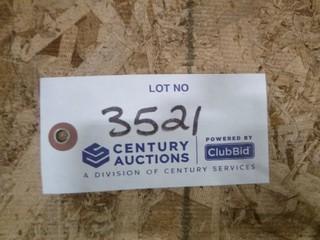 LOT NO
3521
CENTURY AUCTIONS
POWERED BY
ClubBid
A DIVISION OF CENTURY SERVICES